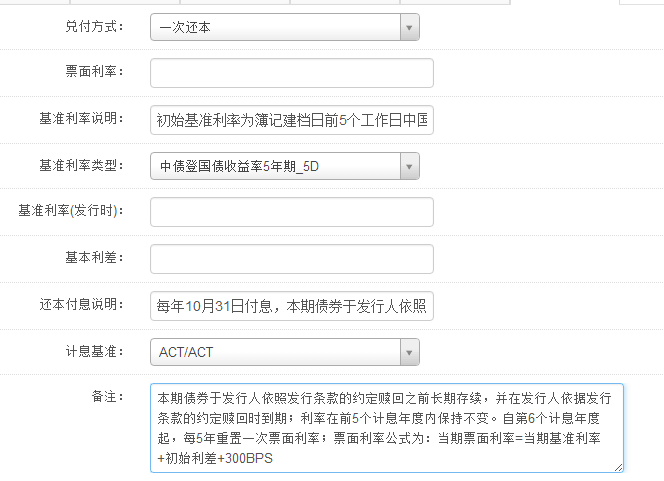 兑付方式： 一次还本
票面利率：
基准利率说明： 初始基准利率为簿记建档日前5个工作日中国
基准利率类型： 中债登国债收益率5年期_5D
基准利率(发行时)：
基本利差：
还本付息说明： 每年10月31日付息，本期债券于发行人依照
计息基准： ACT/ACT
备注： 本期债券于发行人依照发行条款的约定赎回之前长期存续，并在发行人依据发行
条款的约定赎回时到期；利率在前5个计息年度内保持不变。自第6个计息年度
起，每5年重置一次票面利率；票面利率公式为：当期票面利率=当期基准利率
+初始利差+300BPS